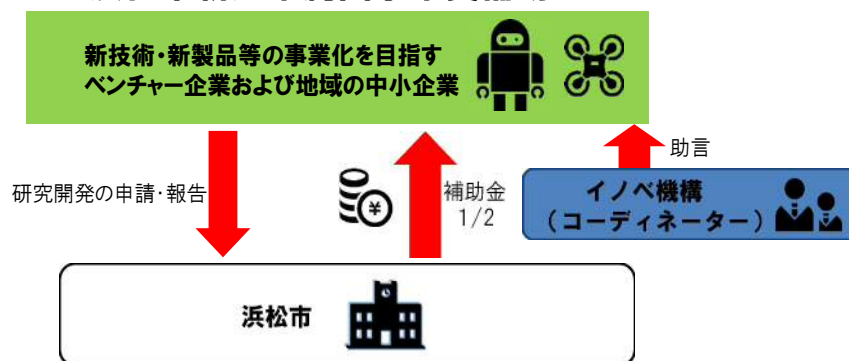 新技術・新製品等の事業化を目指す
ベンチャー企業および地域の中小企業
助言
研究開発の申請・報告
補助金
1/2
イノベ機構
(コーディネーター)
浜松市